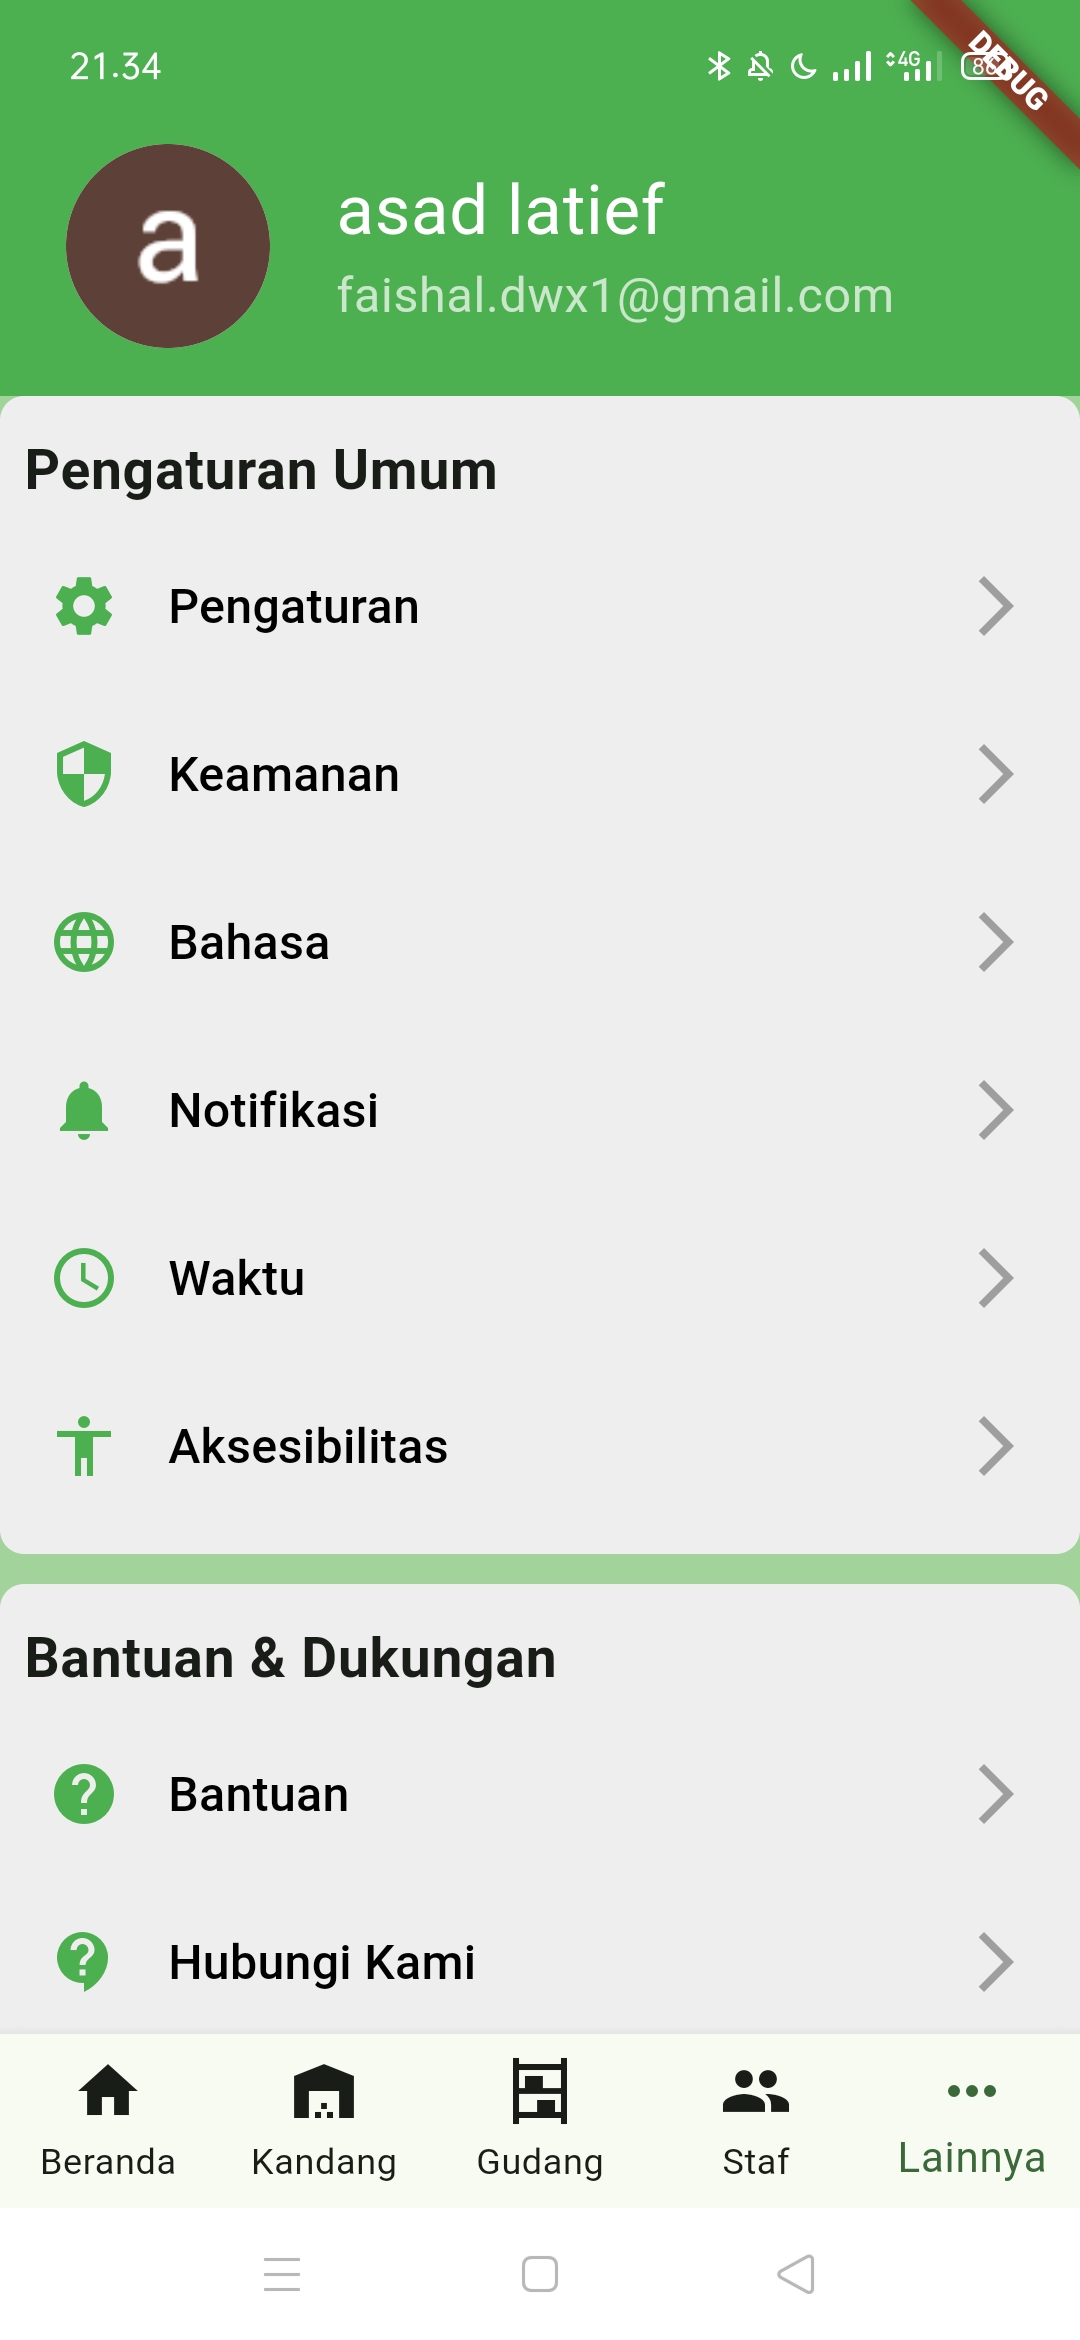 21.34
4G
DEBUG
a
asad latief
faishal.dwx1@gmail.com
Pengaturan Umum
Pengaturan
Keamanan
Bahasa
Notifikasi
Waktu
Aksesibilitas
Bantuan & Dukungan
Bantuan
Hubungi Kami
Beranda
Kandang
Gudang
Staf
Lainnya